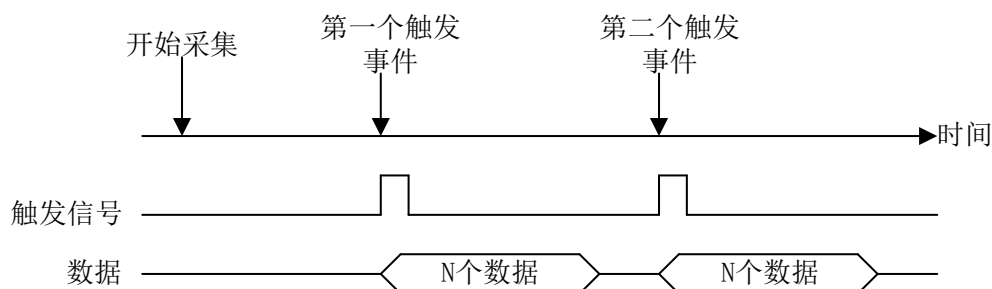 开始采集
第一个触发
事件
第二个触发
事件
时间
触发信号
数据
N个数据
N个数据